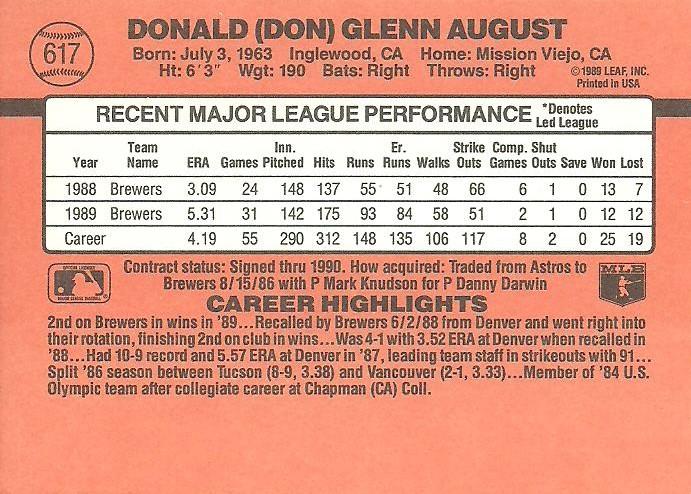 617
DONALD (DON) GLENN AUGUST
Born: July 3, 1963 Inglewood, CA Home: Mission Viejo, CA
Ht: 6'3" Wgt: 190 Bats: Right Throws: Right
©1989 LEAF, INC.
Printed in USA
RECENT MAJOR LEAGUE PERFORMANCE *Denotes Led League
Year Team Name ERA Games Inn. Pitched Hits Runs Er. Runs Walks Strike Outs Comp. Games Shut Outs Save Won Lost
1988 Brewers 3.09 24 148 137 55 51 48 66 6 1 0 13 7
1989 Brewers 5.31 31 142 175 93 84 58 51 2 1 0 12 12
Career 4.19 55 290 312 148 135 106 117 8 2 0 25 19
Contract status: Signed thru 1990. How acquired: Traded from Astros to
Brewers 8/15/86 with P Mark Knudson for P Danny Darwin
MLB
CAREER HIGHLIGHTS
2nd on Brewers in wins in '89...Recalled by Brewers 6/2/88 from Denver and went right into
their rotation, finishing 2nd on club in wins...Was 4-1 with 3.52 ERA at Denver when recalled in
'88...Had 10-9 record and 5.57 ERA at Denver in '87, leading team staff in strikeouts with 91...
Split '86 season between Tucson (8-9, 3.38) and Vancouver (2-1, 3.33)...Member of '84 U.S.
Olympic team after collegiate career at Chapman (CA) Coll.